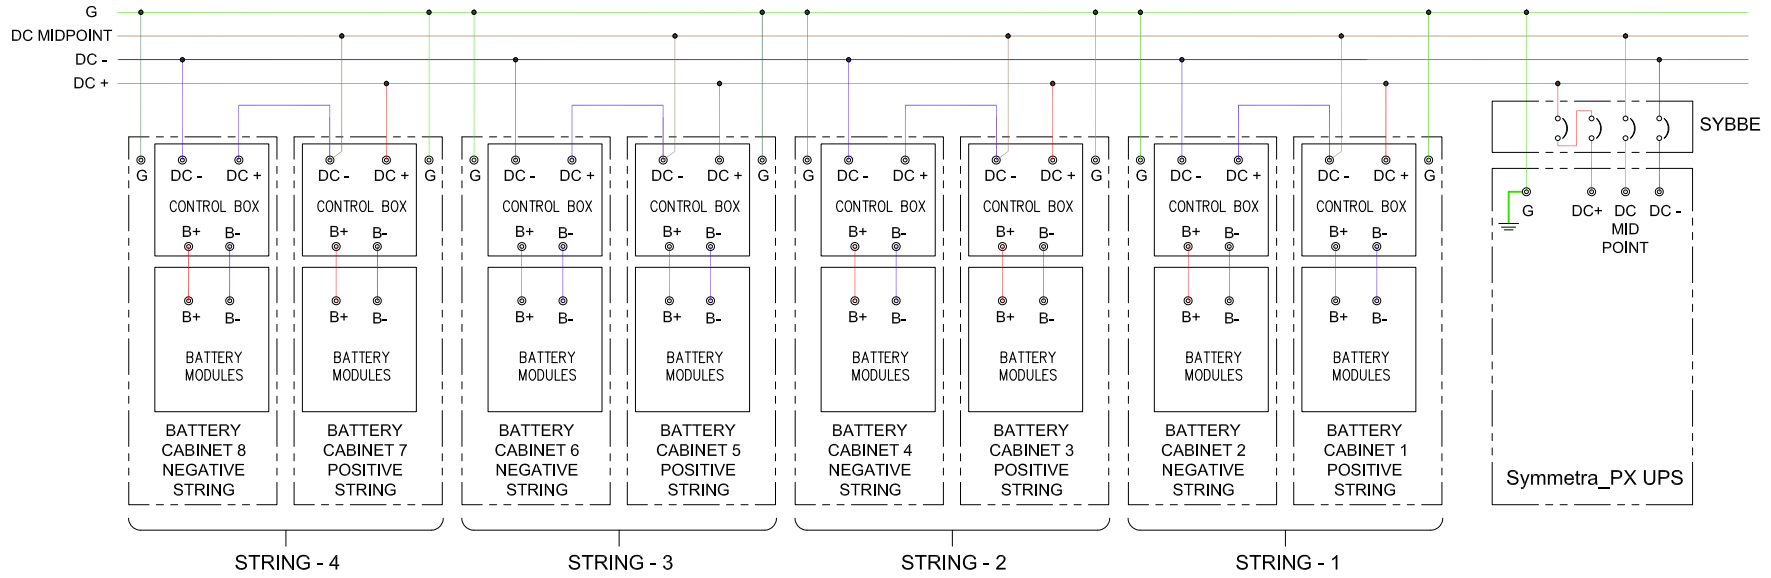 G
DC MIDPOINT
DC -
DC +
SYBBE
G DC - DC + DC - DC + G G DC - DC + DC - DC + G G DC - DC + DC - DC + G G DC - DC + DC - DC + G
CONTROL BOX CONTROL BOX CONTROL BOX CONTROL BOX CONTROL BOX CONTROL BOX CONTROL BOX CONTROL BOX
G DC+ DC DC -
MID
POINT
B+ B- B+ B- B+ B- B+ B- B+ B- B+ B- B+ B- B+ B-
B+ B- B+ B- B+ B- B+ B- B+ B- B+ B- B+ B- B+ B-
BATTERY BATTERY BATTERY BATTERY BATTERY BATTERY BATTERY BATTERY
MODULES MODULES MODULES MODULES MODULES MODULES MODULES MODULES
BATTERY BATTERY BATTERY BATTERY BATTERY BATTERY BATTERY BATTERY
CABINET 8 CABINET 7 CABINET 6 CABINET 5 CABINET 4 CABINET 3 CABINET 2 CABINET 1
NEGATIVE POSITIVE NEGATIVE POSITIVE NEGATIVE POSITIVE NEGATIVE POSITIVE
STRING STRING STRING STRING STRING STRING STRING STRING
Symmetra_PX UPS
STRING - 4 STRING - 3 STRING - 2 STRING - 1